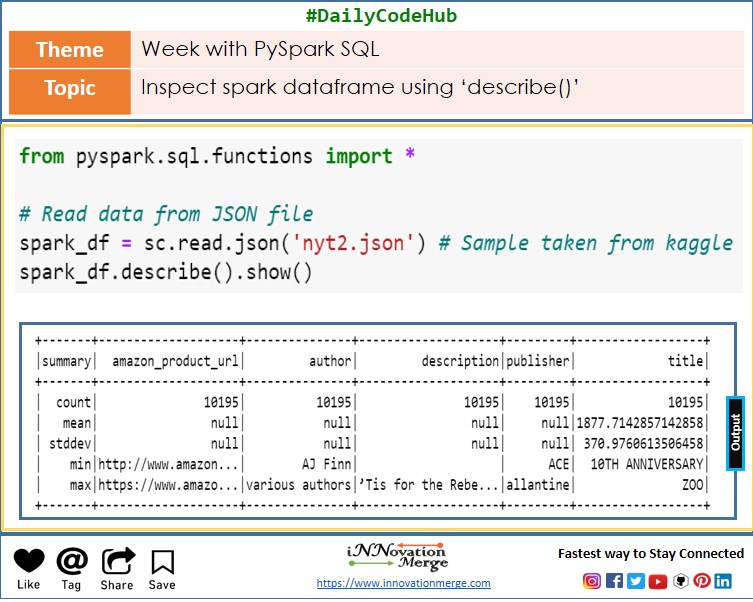 #DailyCodeHub
Theme Week with PySpark SQL
Topic Inspect spark dataframe using ‘describe()’
from pyspark.sql.functions import *
# Read data from JSON file
spark_df = sc.read.json('nyt2.json') # Sample taken from kaggle
spark_df.describe().show()
+-------+--------------------+---------------+--------------------+---------+-----------------+
|summary|  amazon_product_url|         author|         description|publisher|            title|
+-------+--------------------+---------------+--------------------+---------+-----------------+
|  count|               10195|          10195|               10195|    10195|            10195|
|   mean|                null|           null|                null|     null|1877.7142857142858|
| stddev|                null|           null|                null|     null|370.9760613506458|
|    min|http://www.amazon...|        AJ Finn|                    |      ACE| 10TH ANNIVERSARY|
|    max|https://www.amazo...|various authors|’Tis for the Rebe...|allantine|              ZOO|
+-------+--------------------+---------------+--------------------+---------+-----------------+
Output
Like Tag Share Save
iNNovation
Merge
https://www.innovationmerge.com
Fastest way to Stay Connected